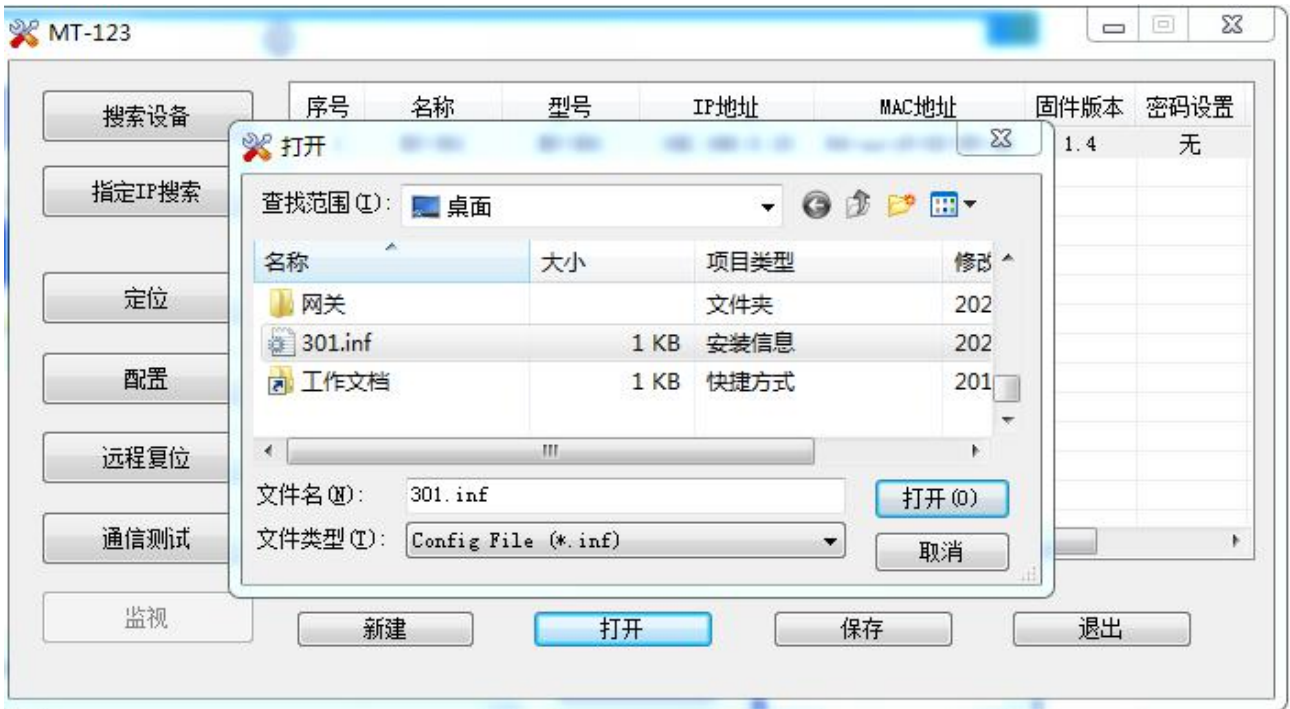 MT-123
搜索设备
序号 名称 型号 IP地址 MAC地址 固件版本 密码设置
打开
1.4 无
指定IP搜索
查找范围(I): 桌面
名称 大小 项目类型 修改
定位
网关 文件夹 202
301.inf 1 KB 安装信息 202
配置
工作文档 1 KB 快捷方式 201
远程复位
文件名(N): 301.inf 打开(O)
通信测试
文件类型(T): Config File (*.inf)
取消
监视
新建 打开 保存 退出